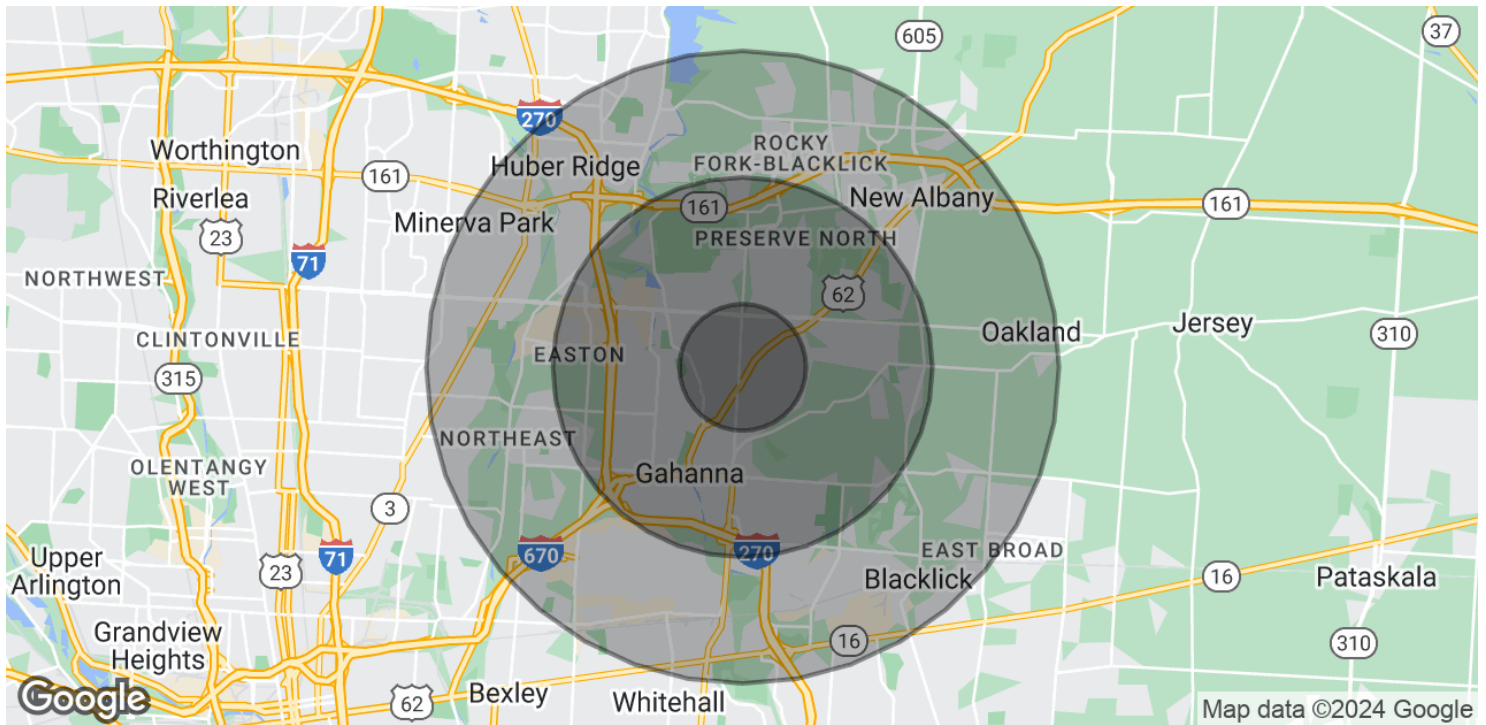 605
37
270
Worthington
161
Huber Ridge
ROCKY
FORK-BLACKLICK
Riverlea
161
New Albany
161
23
Minerva Park
PRESERVE NORTH
71
NORTHWEST
62
CLINTONVILLE
EASTON
Oakland
Jersey
310
315
NORTHEAST
OLENTANGY
WEST
Gahanna
3
Upper
Arlington
71
670
270
EAST BROAD
23
Blacklick
16
Pataskala
Grandview
Heights
16
310
Google
62
Bexley
Whitehall
Map data ©2024 Google